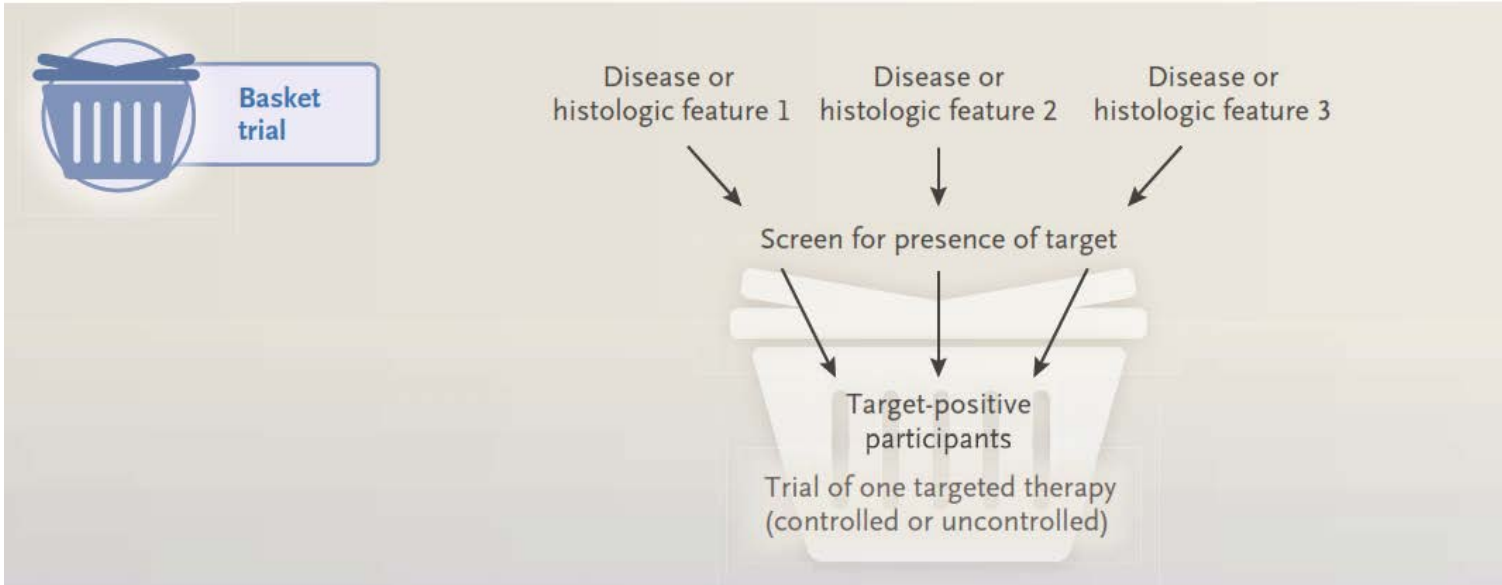 Basket
trial
Disease or
histologic feature 1
Disease or
histologic feature 2
Disease or
histologic feature 3
Screen for presence of target
Target-positive
participants
Trial of one targeted therapy
(controlled or uncontrolled)